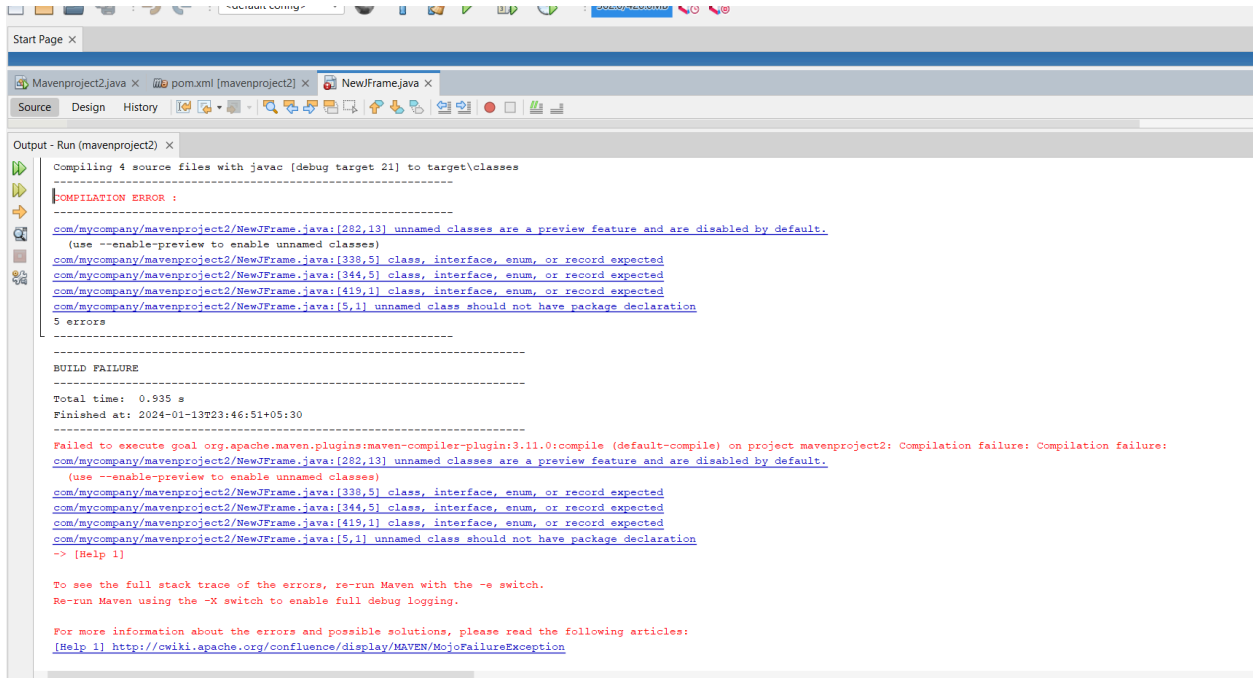 <default config>
Start Page ×
Mavenproject2.java × pom.xml [mavenproject2] × NewJFrame.java ×
Source Design History
Output - Run (mavenproject2) ×
Compiling 4 source files with javac [debug target 21] to target\classes
-------------------------------------------------------------
COMPILATION ERROR :
-------------------------------------------------------------
com/mycompany/mavenproject2/NewJFrame.java:[282,13] unnamed classes are a preview feature and are disabled by default.
(use --enable-preview to enable unnamed classes)
com/mycompany/mavenproject2/NewJFrame.java:[338,5] class, interface, enum, or record expected
com/mycompany/mavenproject2/NewJFrame.java:[344,5] class, interface, enum, or record expected
com/mycompany/mavenproject2/NewJFrame.java:[419,1] class, interface, enum, or record expected
com/mycompany/mavenproject2/NewJFrame.java:[5,1] unnamed class should not have package declaration
5 errors
-------------------------------------------------------------
------------------------------------------------------------------------
BUILD FAILURE
------------------------------------------------------------------------
Total time:  0.935 s
Finished at: 2024-01-13T23:46:51+05:30
------------------------------------------------------------------------
Failed to execute goal org.apache.maven.plugins:maven-compiler-plugin:3.11.0:compile (default-compile) on project mavenproject2: Compilation failure: Compilation failure:
com/mycompany/mavenproject2/NewJFrame.java:[282,13] unnamed classes are a preview feature and are disabled by default.
(use --enable-preview to enable unnamed classes)
com/mycompany/mavenproject2/NewJFrame.java:[338,5] class, interface, enum, or record expected
com/mycompany/mavenproject2/NewJFrame.java:[344,5] class, interface, enum, or record expected
com/mycompany/mavenproject2/NewJFrame.java:[419,1] class, interface, enum, or record expected
com/mycompany/mavenproject2/NewJFrame.java:[5,1] unnamed class should not have package declaration
-> [Help 1]
To see the full stack trace of the errors, re-run Maven with the -e switch.
Re-run Maven using the -X switch to enable full debug logging.
For more information about the errors and possible solutions, please read the following articles:
[Help 1] http://cwiki.apache.org/confluence/display/MAVEN/MojoFailureException